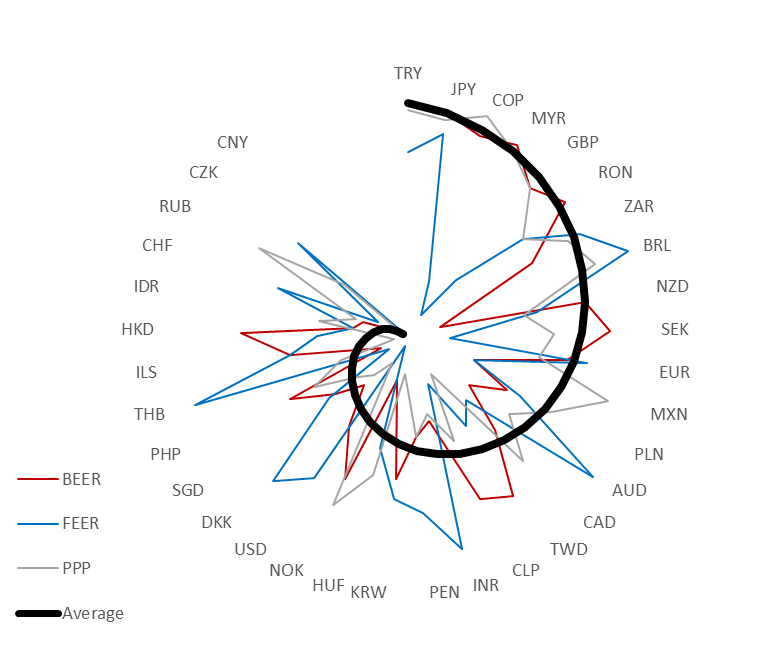 TRY
JPY
COP
MYR
GBP
RON
ZAR
BRL
NZD
SEK
EUR
MXN
PLN
AUD
CAD
TWD
CLP
INR
PEN
KRW
HUF
NOK
USD
DKK
SGD
PHP
THB
ILS
HKD
IDR
CHF
RUB
CZK
CNY
BEER
FEER
PPP
Average